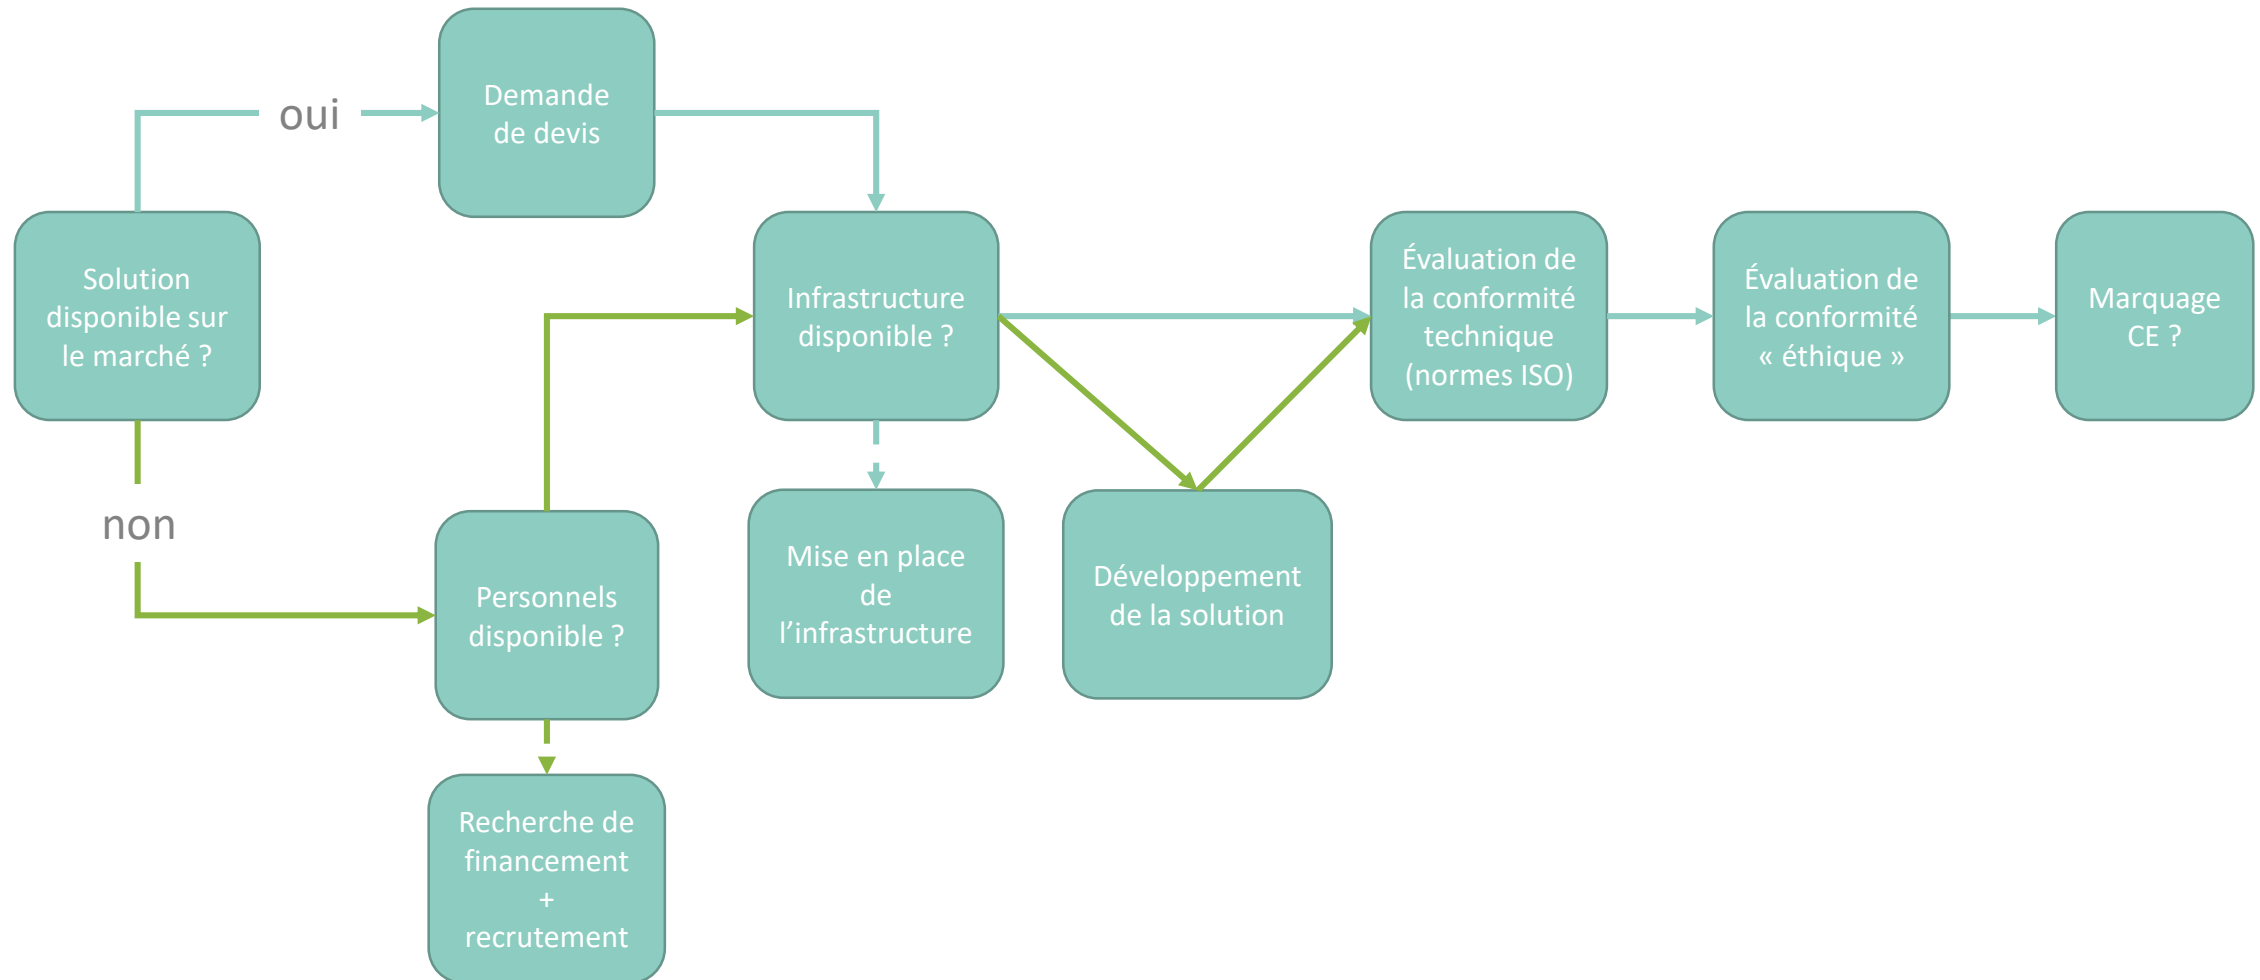 oui
Demande
de devis
Solution
disponible sur
le marché ?
Infrastructure
disponible ?
Évaluation de
la conformité
technique
(normes ISO)
Évaluation de
la conformité
« éthique »
Marquage
CE ?
non
Personnels
disponible ?
Mise en place
de
l’infrastructure
Développement
de la solution
Recherche de
financement
+
recrutement